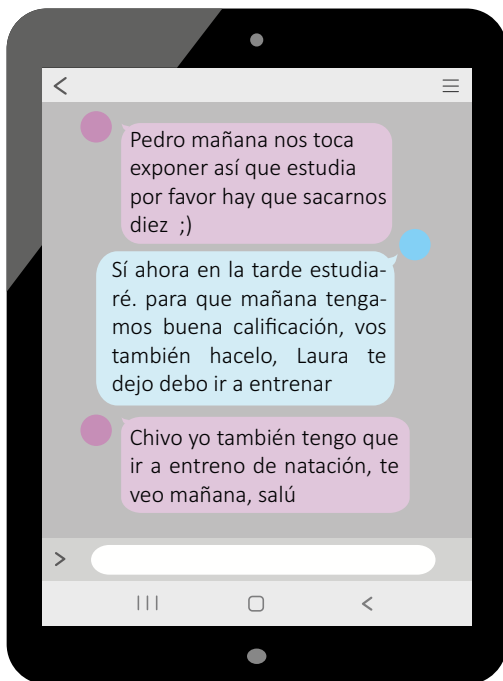 Pedro mañana nos toca
exponer así que estudia
por favor hay que sacarnos
diez ;)
Sí ahora en la tarde estudia-
ré. para que mañana tenga-
mos buena calificación, vos
también hacelo, Laura te
dejo debo ir a entrenar
Chivo yo también tengo que
ir a entreno de natación, te
veo mañana, salú